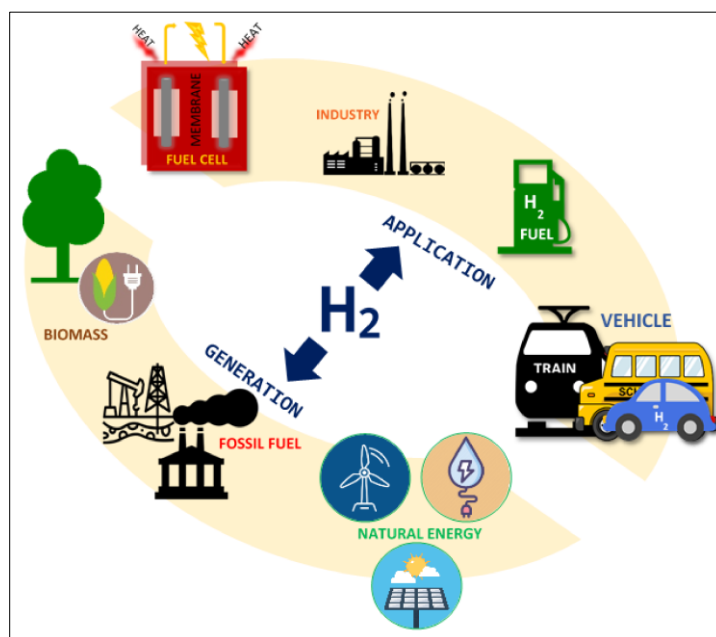 HEAT
HEAT
MEMBRANE
FUEL CELL
INDUSTRY
H2
FUEL
APPLICATION
VEHICLE
TRAIN
SCH
H2
H2
GENERATION
BIOMASS
FOSSIL FUEL
NATURAL ENERGY